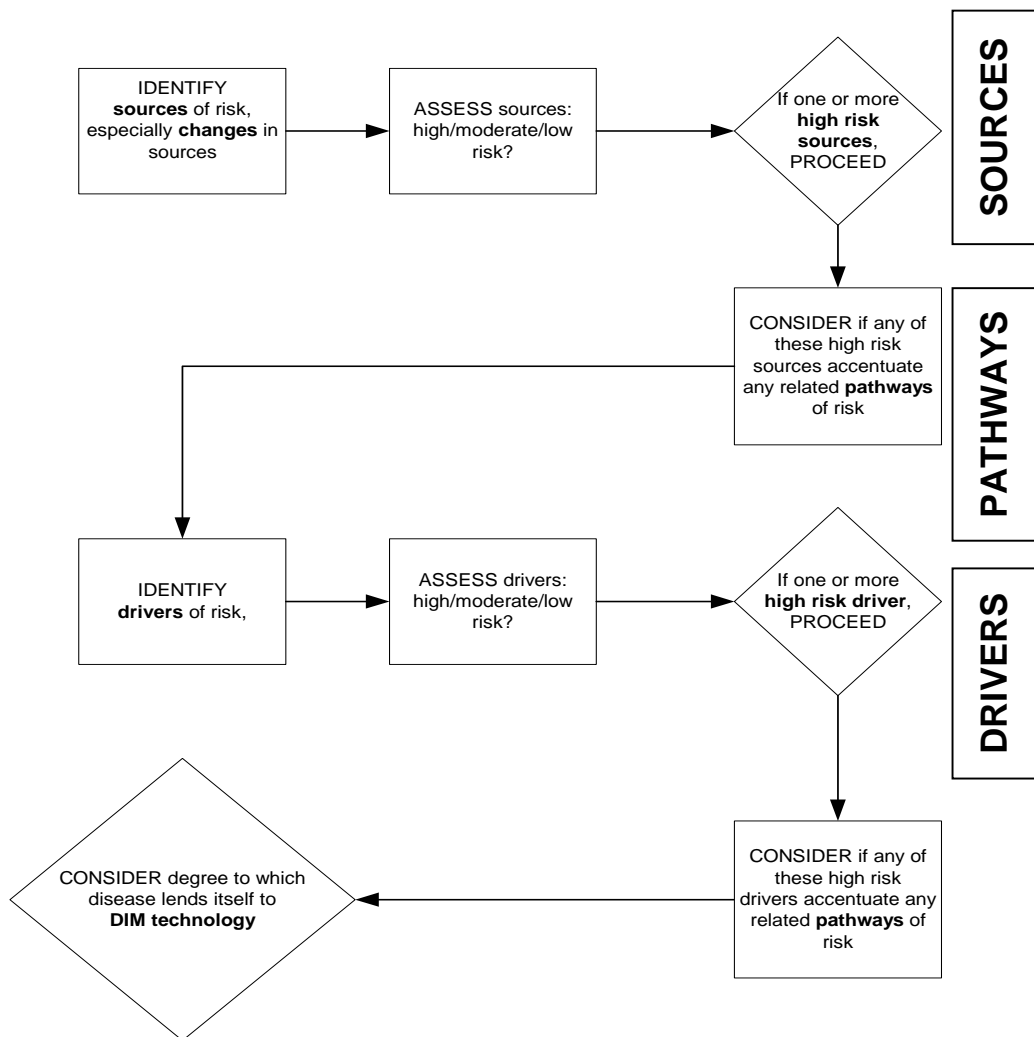 IDENTIFY
sources of risk,
especially changes in
sources
ASSESS sources:
high/moderate/low
risk?
If one or more
high risk
sources,
PROCEED
SOURCES
CONSIDER if any of
these high risk
sources accentuate
any related pathways
of risk
PATHWAYS
IDENTIFY
drivers of risk,
ASSESS drivers:
high/moderate/low
risk?
If one or more
high risk driver,
PROCEED
DRIVERS
CONSIDER if any of
these high risk
drivers accentuate any
related pathways of
risk
CONSIDER degree to which
disease lends itself to
DIM technology